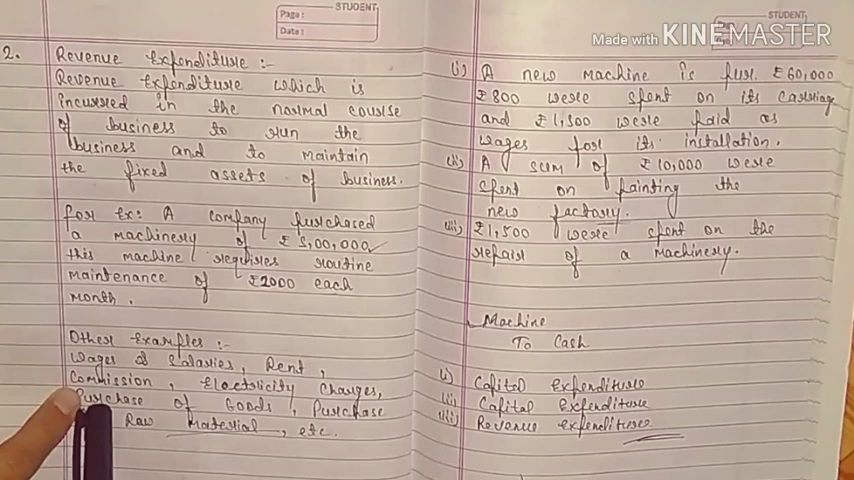 STUDENT
Page:
Date:
2. Revenue Expenditure :-
Revenue Expenditure which is
incurred in the normal course
of business to run the
business and to maintain
the fixed assets of business.
for ex: A company purchased
a machinery of ₹ 5,00,000
this machine requires routine
maintenance of ₹2000 each
month.
Other Examples :-
Wages & Salaries, Rent,
Commission, Electricity Charges,
Purchase of Goods, Purchase
Raw Material, etc.
STUDENT
Made with KINEMASTER
(i) A new machine is pur. ₹60,000
₹800 were spent on its carriage
and ₹1,500 were paid as
wages for its installation.
(ii) A sum of ₹10,000 were
spent on painting the
new factory.
(iii) ₹1,500 were spent on the
repair of a machinery.
Machine
To Cash
(i) Capital Expenditure
(ii) Capital Expenditure
(iii) Revenue Expenditure